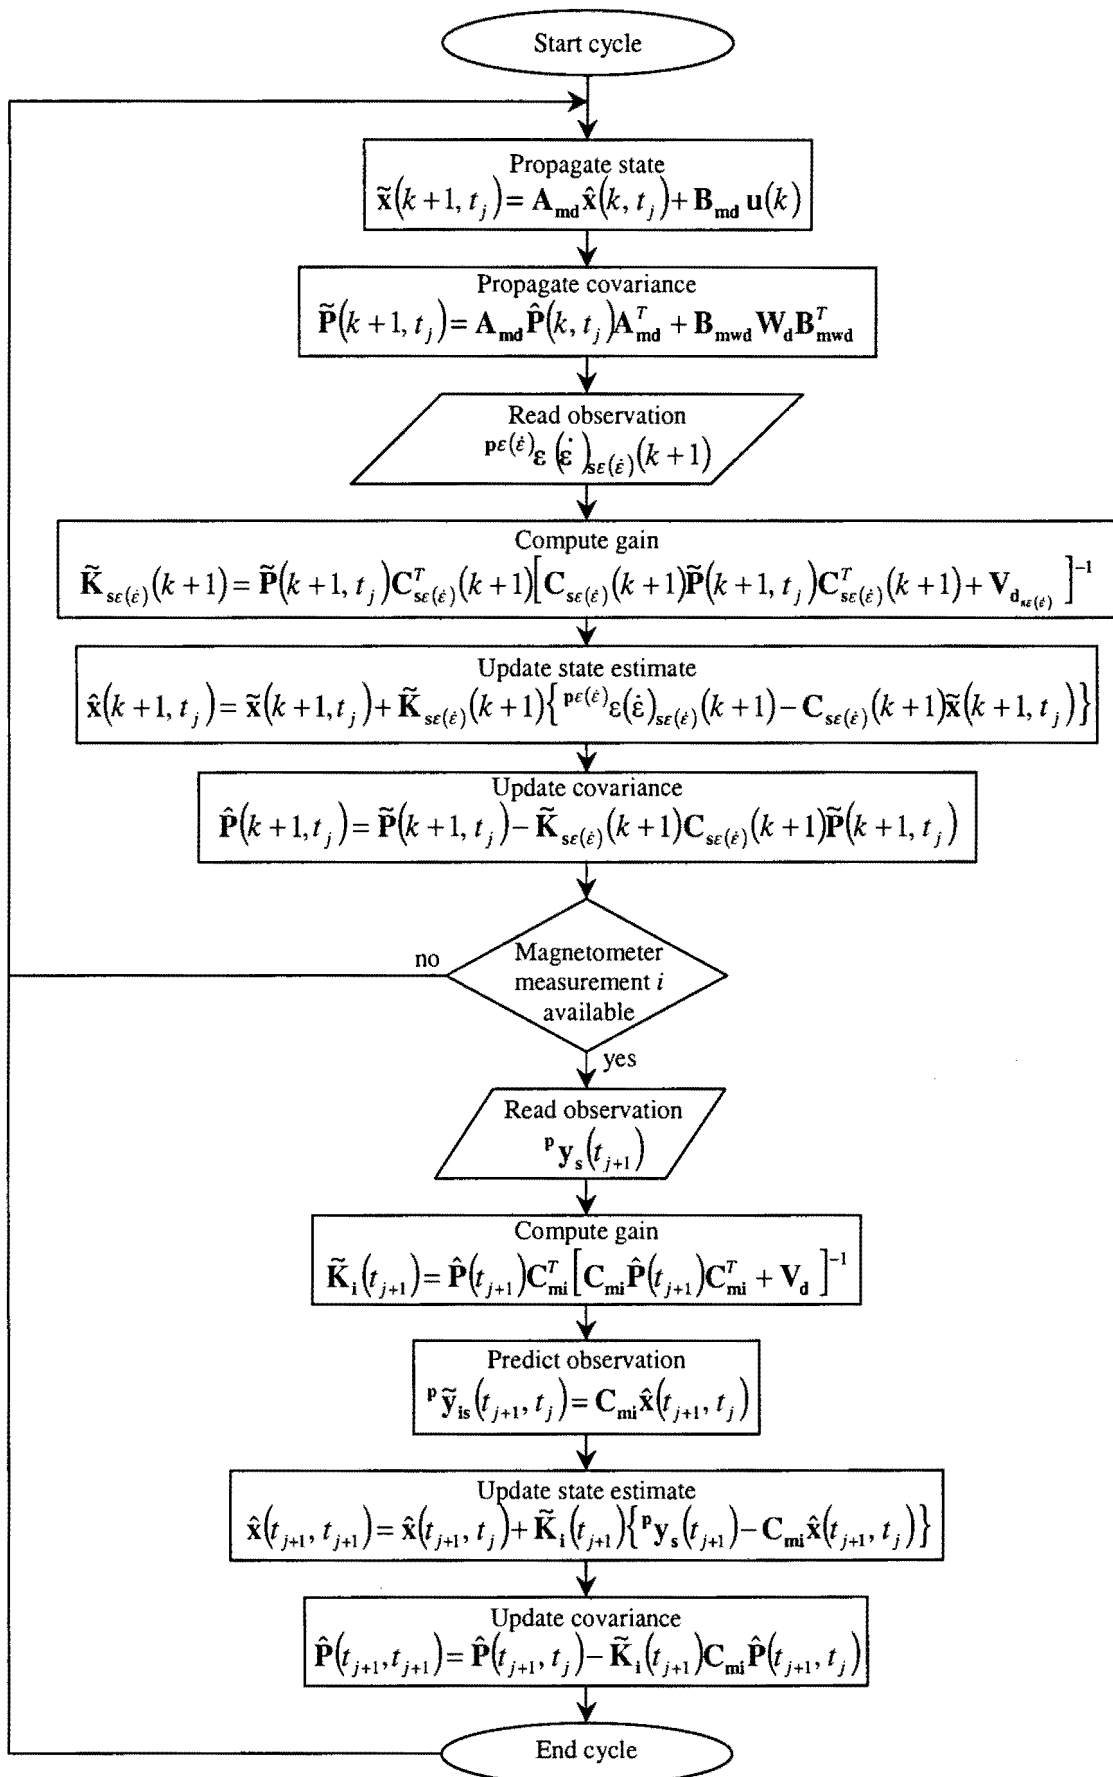 Start cycle
Propagate state
x̃(k+1, t_j) = A_md x̂(k, t_j) + B_md u(k)
Propagate covariance
P̃(k+1, t_j) = A_md P̂(k, t_j) A_md^T + B_mwd W_d B_mwd^T
Read observation
^pε(ε̇) ε(ε̇)_sε(ε̇) (k+1)
Compute gain
K̃_sε(ε̇) (k+1) = P̃(k+1, t_j) C_sε(ε̇)^T (k+1) [C_sε(ε̇) (k+1) P̃(k+1, t_j) C_sε(ε̇)^T (k+1) + V_d_sε(ε̇) ]^-1
Update state estimate
x̂(k+1, t_j) = x̃(k+1, t_j) + K̃_sε(ε̇) (k+1) {^pε(ε̇) ε(ε̇)_sε(ε̇) (k+1) − C_sε(ε̇) (k+1) x̃(k+1, t_j)}
Update covariance
P̂(k+1, t_j) = P̃(k+1, t_j) − K̃_sε(ε̇) (k+1) C_sε(ε̇) (k+1) P̃(k+1, t_j)
no
Magnetometer
measurement i
available
yes
Read observation
^p y_s (t_j+1)
Compute gain
K̃_i (t_j+1) = P̂(t_j+1) C_mi^T [C_mi P̂(t_j+1) C_mi^T + V_d ]^-1
Predict observation
^p ỹ_is (t_j+1, t_j) = C_mi x̂(t_j+1, t_j)
Update state estimate
x̂(t_j+1, t_j+1) = x̂(t_j+1, t_j) + K̃_i (t_j+1) {^p y_s (t_j+1) − C_mi x̂(t_j+1, t_j)}
Update covariance
P̂(t_j+1, t_j+1) = P̂(t_j+1, t_j) − K̃_i (t_j+1) C_mi P̂(t_j+1, t_j)
End cycle